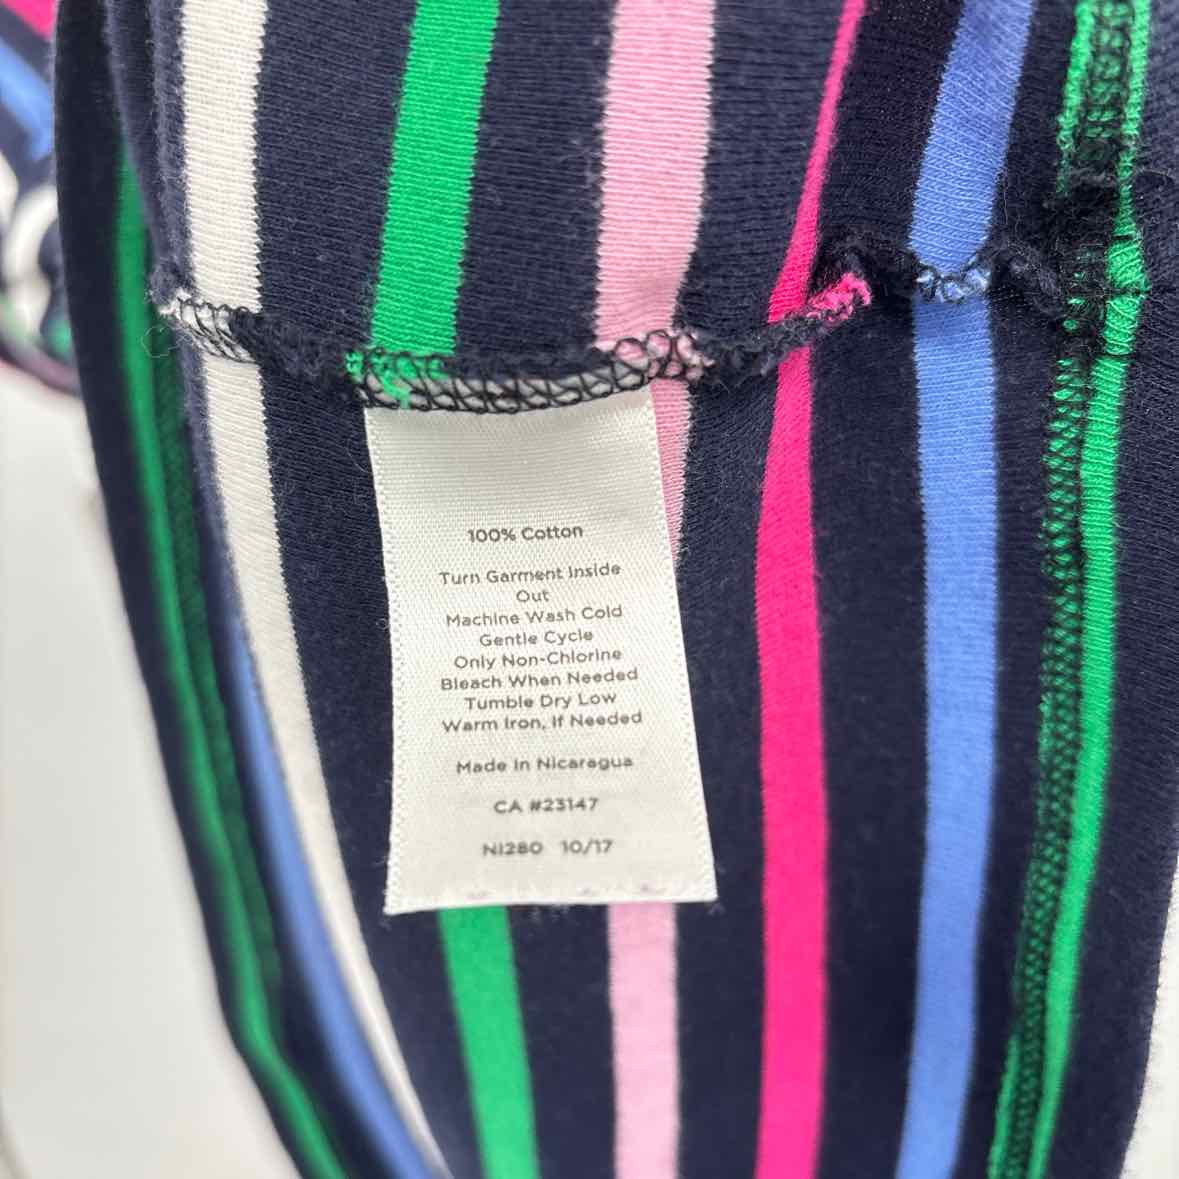 100% Cotton
Turn Garment Inside
Out
Machine Wash Cold
Gentle Cycle
Only Non-Chlorine
Bleach When Needed
Tumble Dry Low
Warm Iron, If Needed
Made In Nicaragua
CA #23147
NI280 10/17